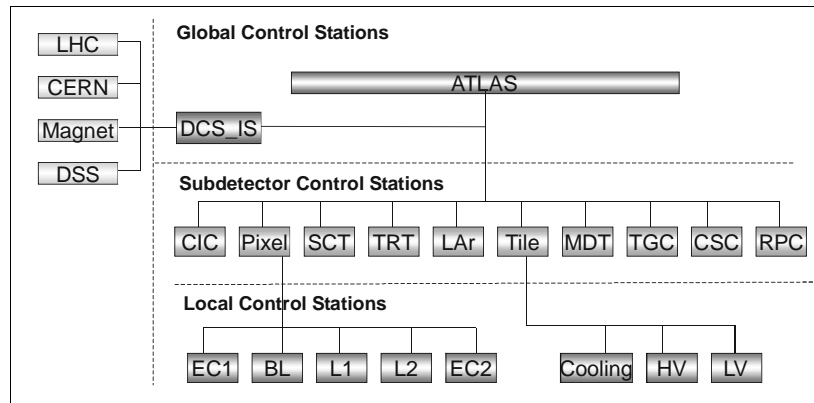 Global Control Stations
LHC
CERN
Magnet
DSS
ATLAS
DCS_IS
Subdetector Control Stations
CIC Pixel SCT TRT LAr Tile MDT TGC CSC RPC
Local Control Stations
EC1 BL L1 L2 EC2 Cooling HV LV